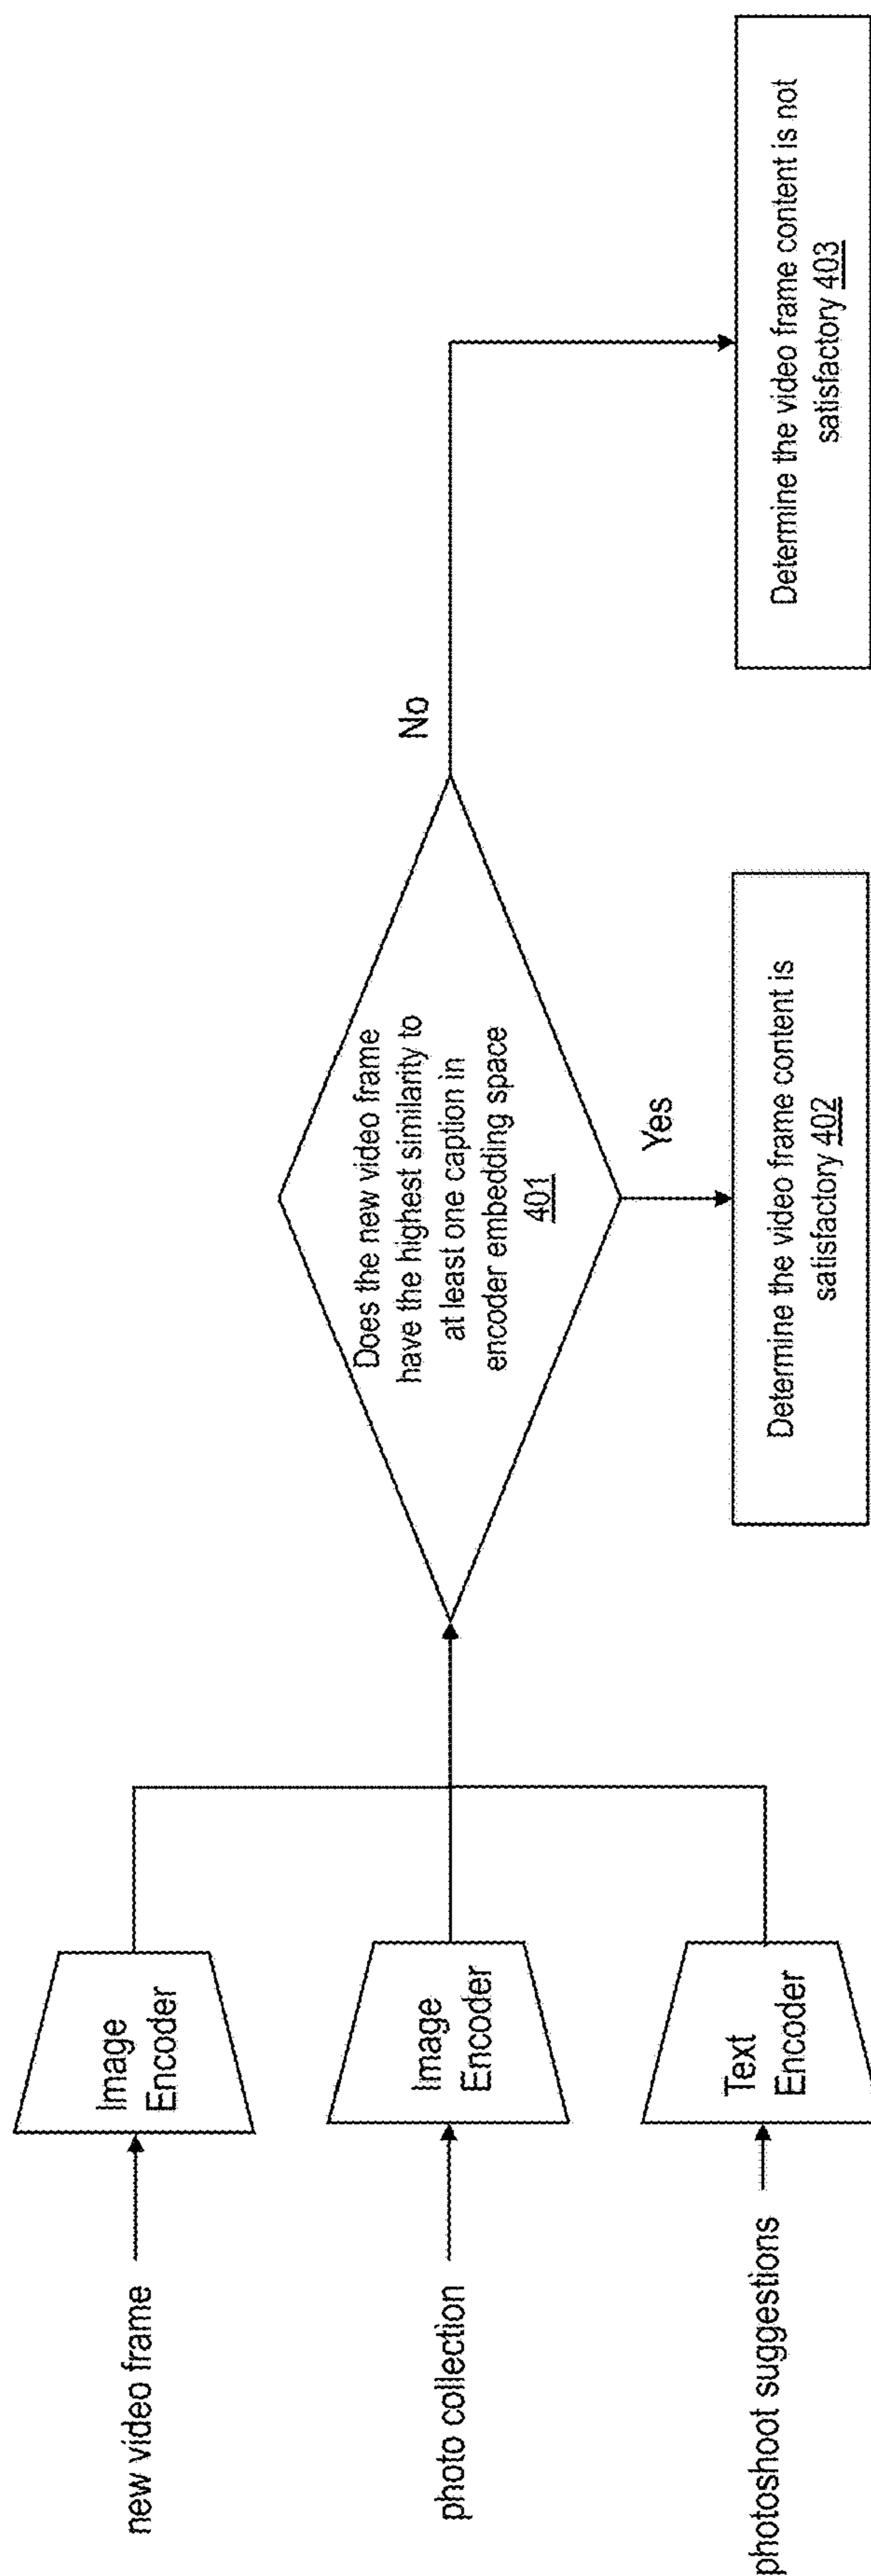 new video frame
Image
Encoder
photo collection
Image
Encoder
photoshoot suggestions
Text
Encoder
Does the new video frame
have the highest similarity to
at least one caption in
encoder embedding space
401
Yes
No
Determine the video frame content is
satisfactory 402
Determine the video frame content is not
satisfactory 403